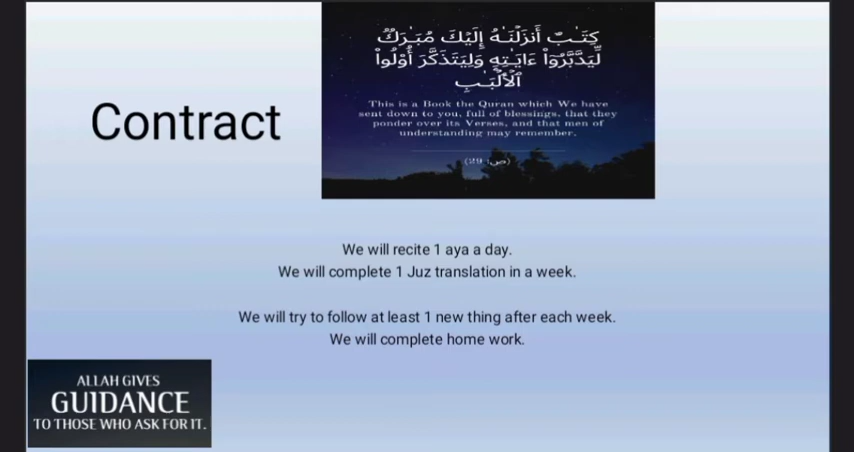 Contract
كِتَـٰبٌ أَنزَلْنَـٰهُ إِلَيْكَ مُبَـٰرَكٌ
لِّيَدَّبَّرُوٓا۟ ءَايَـٰتِهِۦ وَلِيَتَذَكَّرَ أُو۟لُوا۟
ٱلْأَلْبَـٰبِ
This is a Book the Quran which We have
sent down to you, full of blessings, that they
ponder over its Verses, and that men of
understanding may remember.
(ص: 29)
We will recite 1 aya a day.
We will complete 1 Juz translation in a week.
We will try to follow at least 1 new thing after each week.
We will complete home work.
ALLAH GIVES
GUIDANCE
TO THOSE WHO ASK FOR IT.